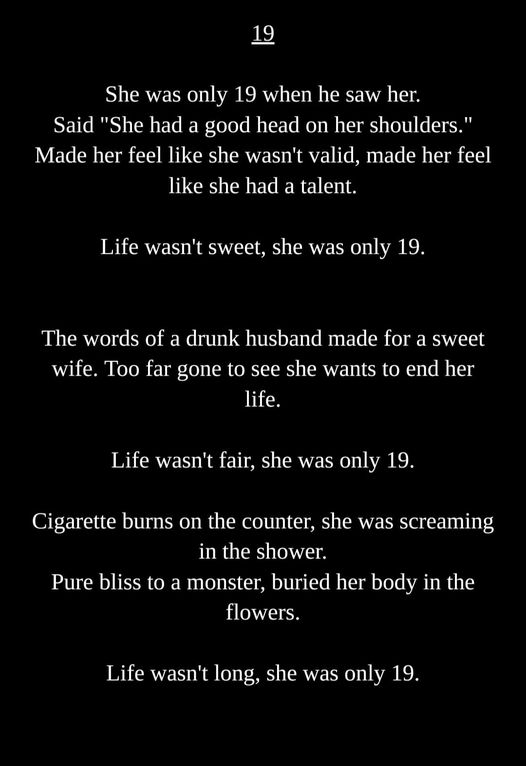 19
She was only 19 when he saw her.
Said "She had a good head on her shoulders."
Made her feel like she wasn't valid, made her feel
like she had a talent.
Life wasn't sweet, she was only 19.
The words of a drunk husband made for a sweet
wife. Too far gone to see she wants to end her
life.
Life wasn't fair, she was only 19.
Cigarette burns on the counter, she was screaming
in the shower.
Pure bliss to a monster, buried her body in the
flowers.
Life wasn't long, she was only 19.